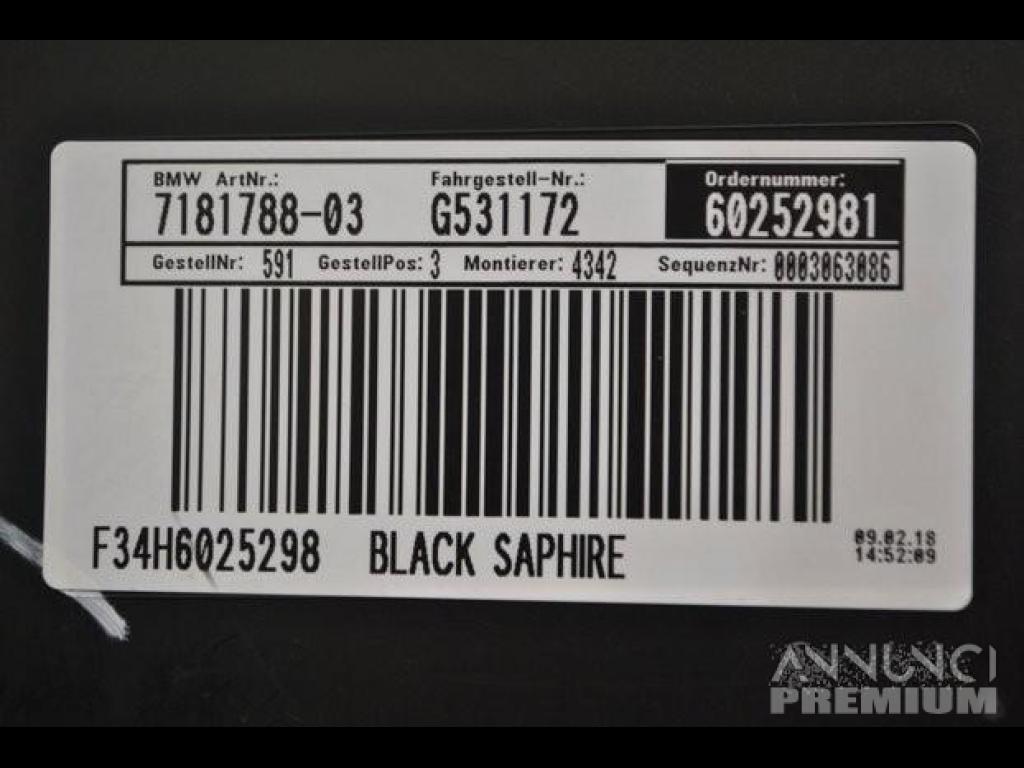 BMW ArtNr.: Fahrgestell-Nr.: Ordernummer:
7181788-03 G531172 60252981
GestellNr: 591 GestellPos: 3 Montierer: 4342 SequenzNr: 0003063086
F34H6025298 BLACK SAPHIRE
09.02.18
14:52:09
ANNUNCI
PREMIUM